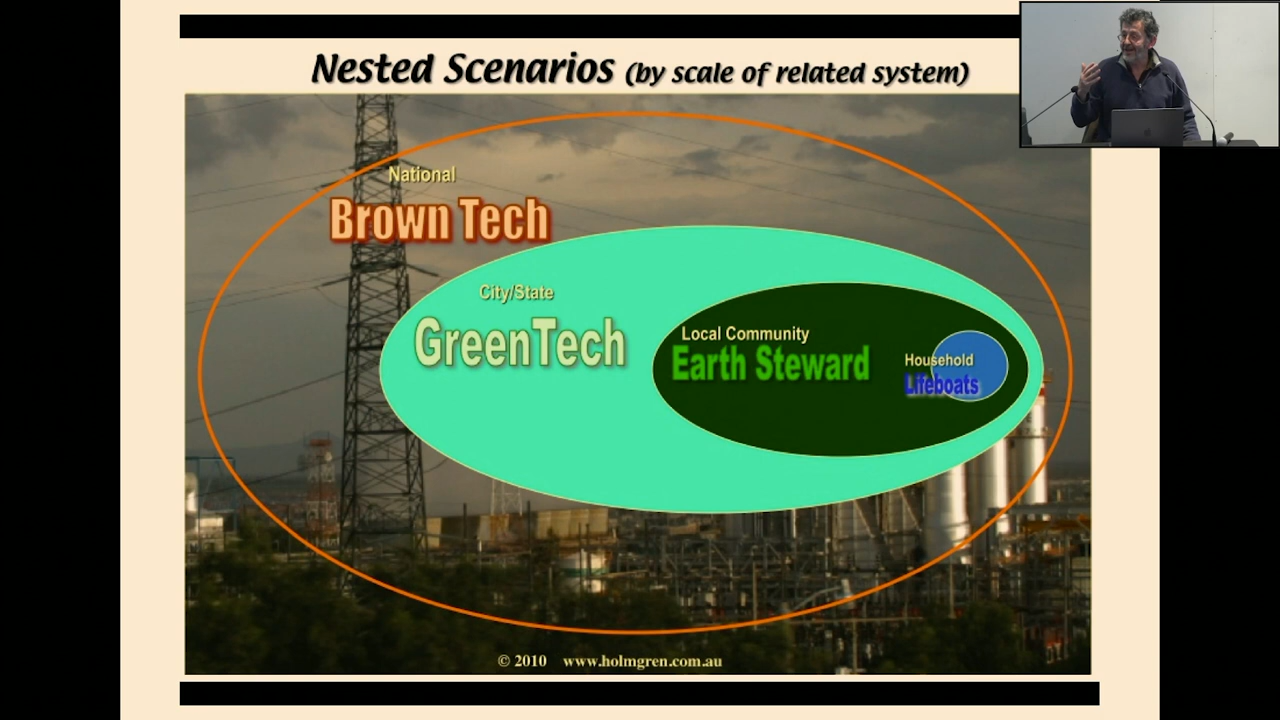 Nested Scenarios (by scale of related system)
National
Brown Tech
City/State
GreenTech
Local Community
Earth Steward
Household
Lifeboats
© 2010 www.holmgren.com.au